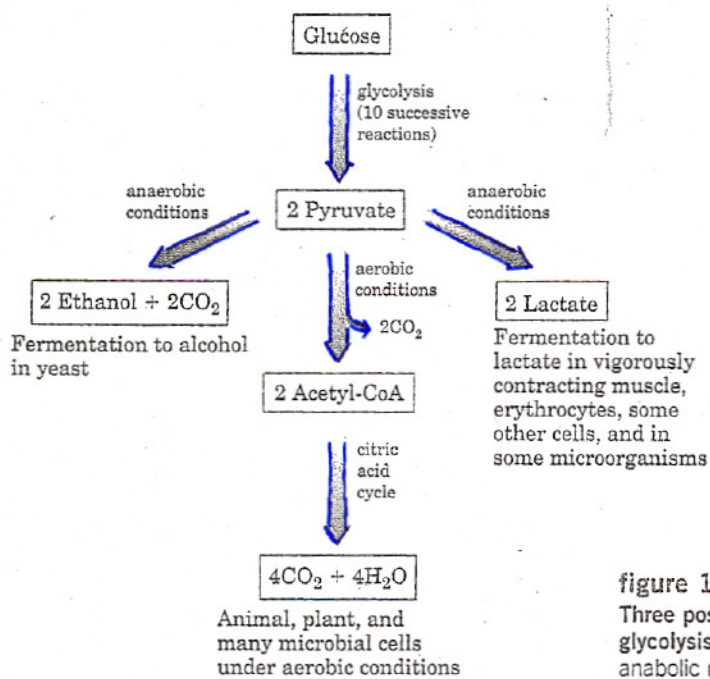 Glucose
glycolysis
(10 successive
reactions)
anaerobic
conditions
2 Pyruvate
anaerobic
conditions
2 Ethanol + 2CO₂
Fermentation to alcohol
in yeast
aerobic
conditions
2CO₂
2 Lactate
Fermentation to
lactate in vigorously
contracting muscle,
erythrocytes, some
other cells, and in
some microorganisms
2 Acetyl-CoA
citric
acid
cycle
4CO₂ + 4H₂O
Animal, plant, and
many microbial cells
under aerobic conditions
figure 1
Three pos
glycolysis
anabolic